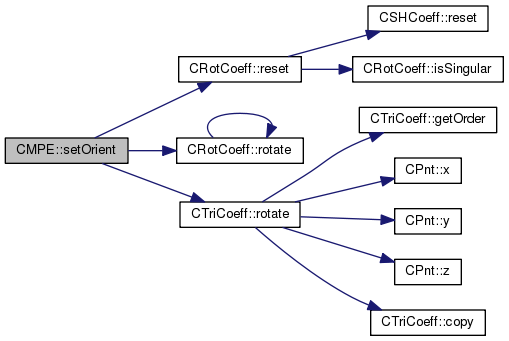 CMPE::setOrient
CRotCoeff::reset
CSHCoeff::reset
CRotCoeff::isSingular
CRotCoeff::rotate
CTriCoeff::rotate
CTriCoeff::getOrder
CPnt::x
CPnt::y
CPnt::z
CTriCoeff::copy